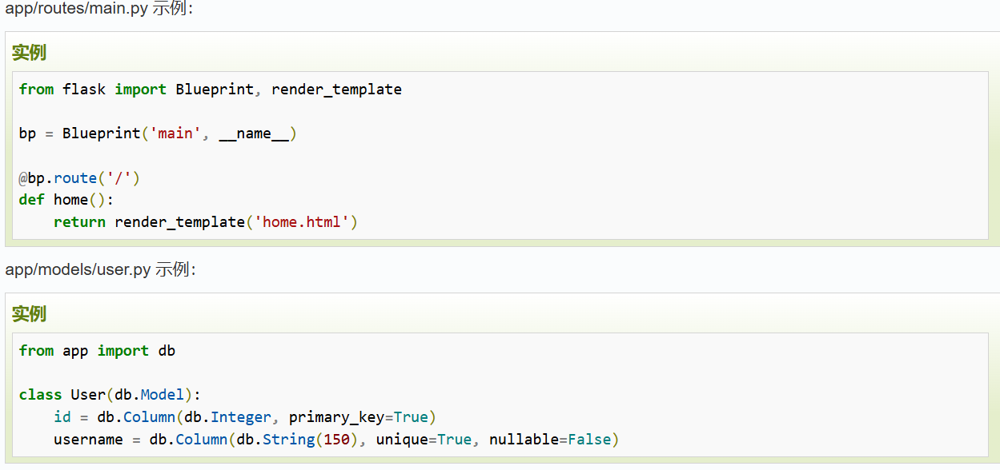 app/routes/main.py 示例：
实例
from flask import Blueprint, render_template
bp = Blueprint('main', __name__)
@bp.route('/')
def home():
    return render_template('home.html')
app/models/user.py 示例：
实例
from app import db
class User(db.Model):
    id = db.Column(db.Integer, primary_key=True)
    username = db.Column(db.String(150), unique=True, nullable=False)